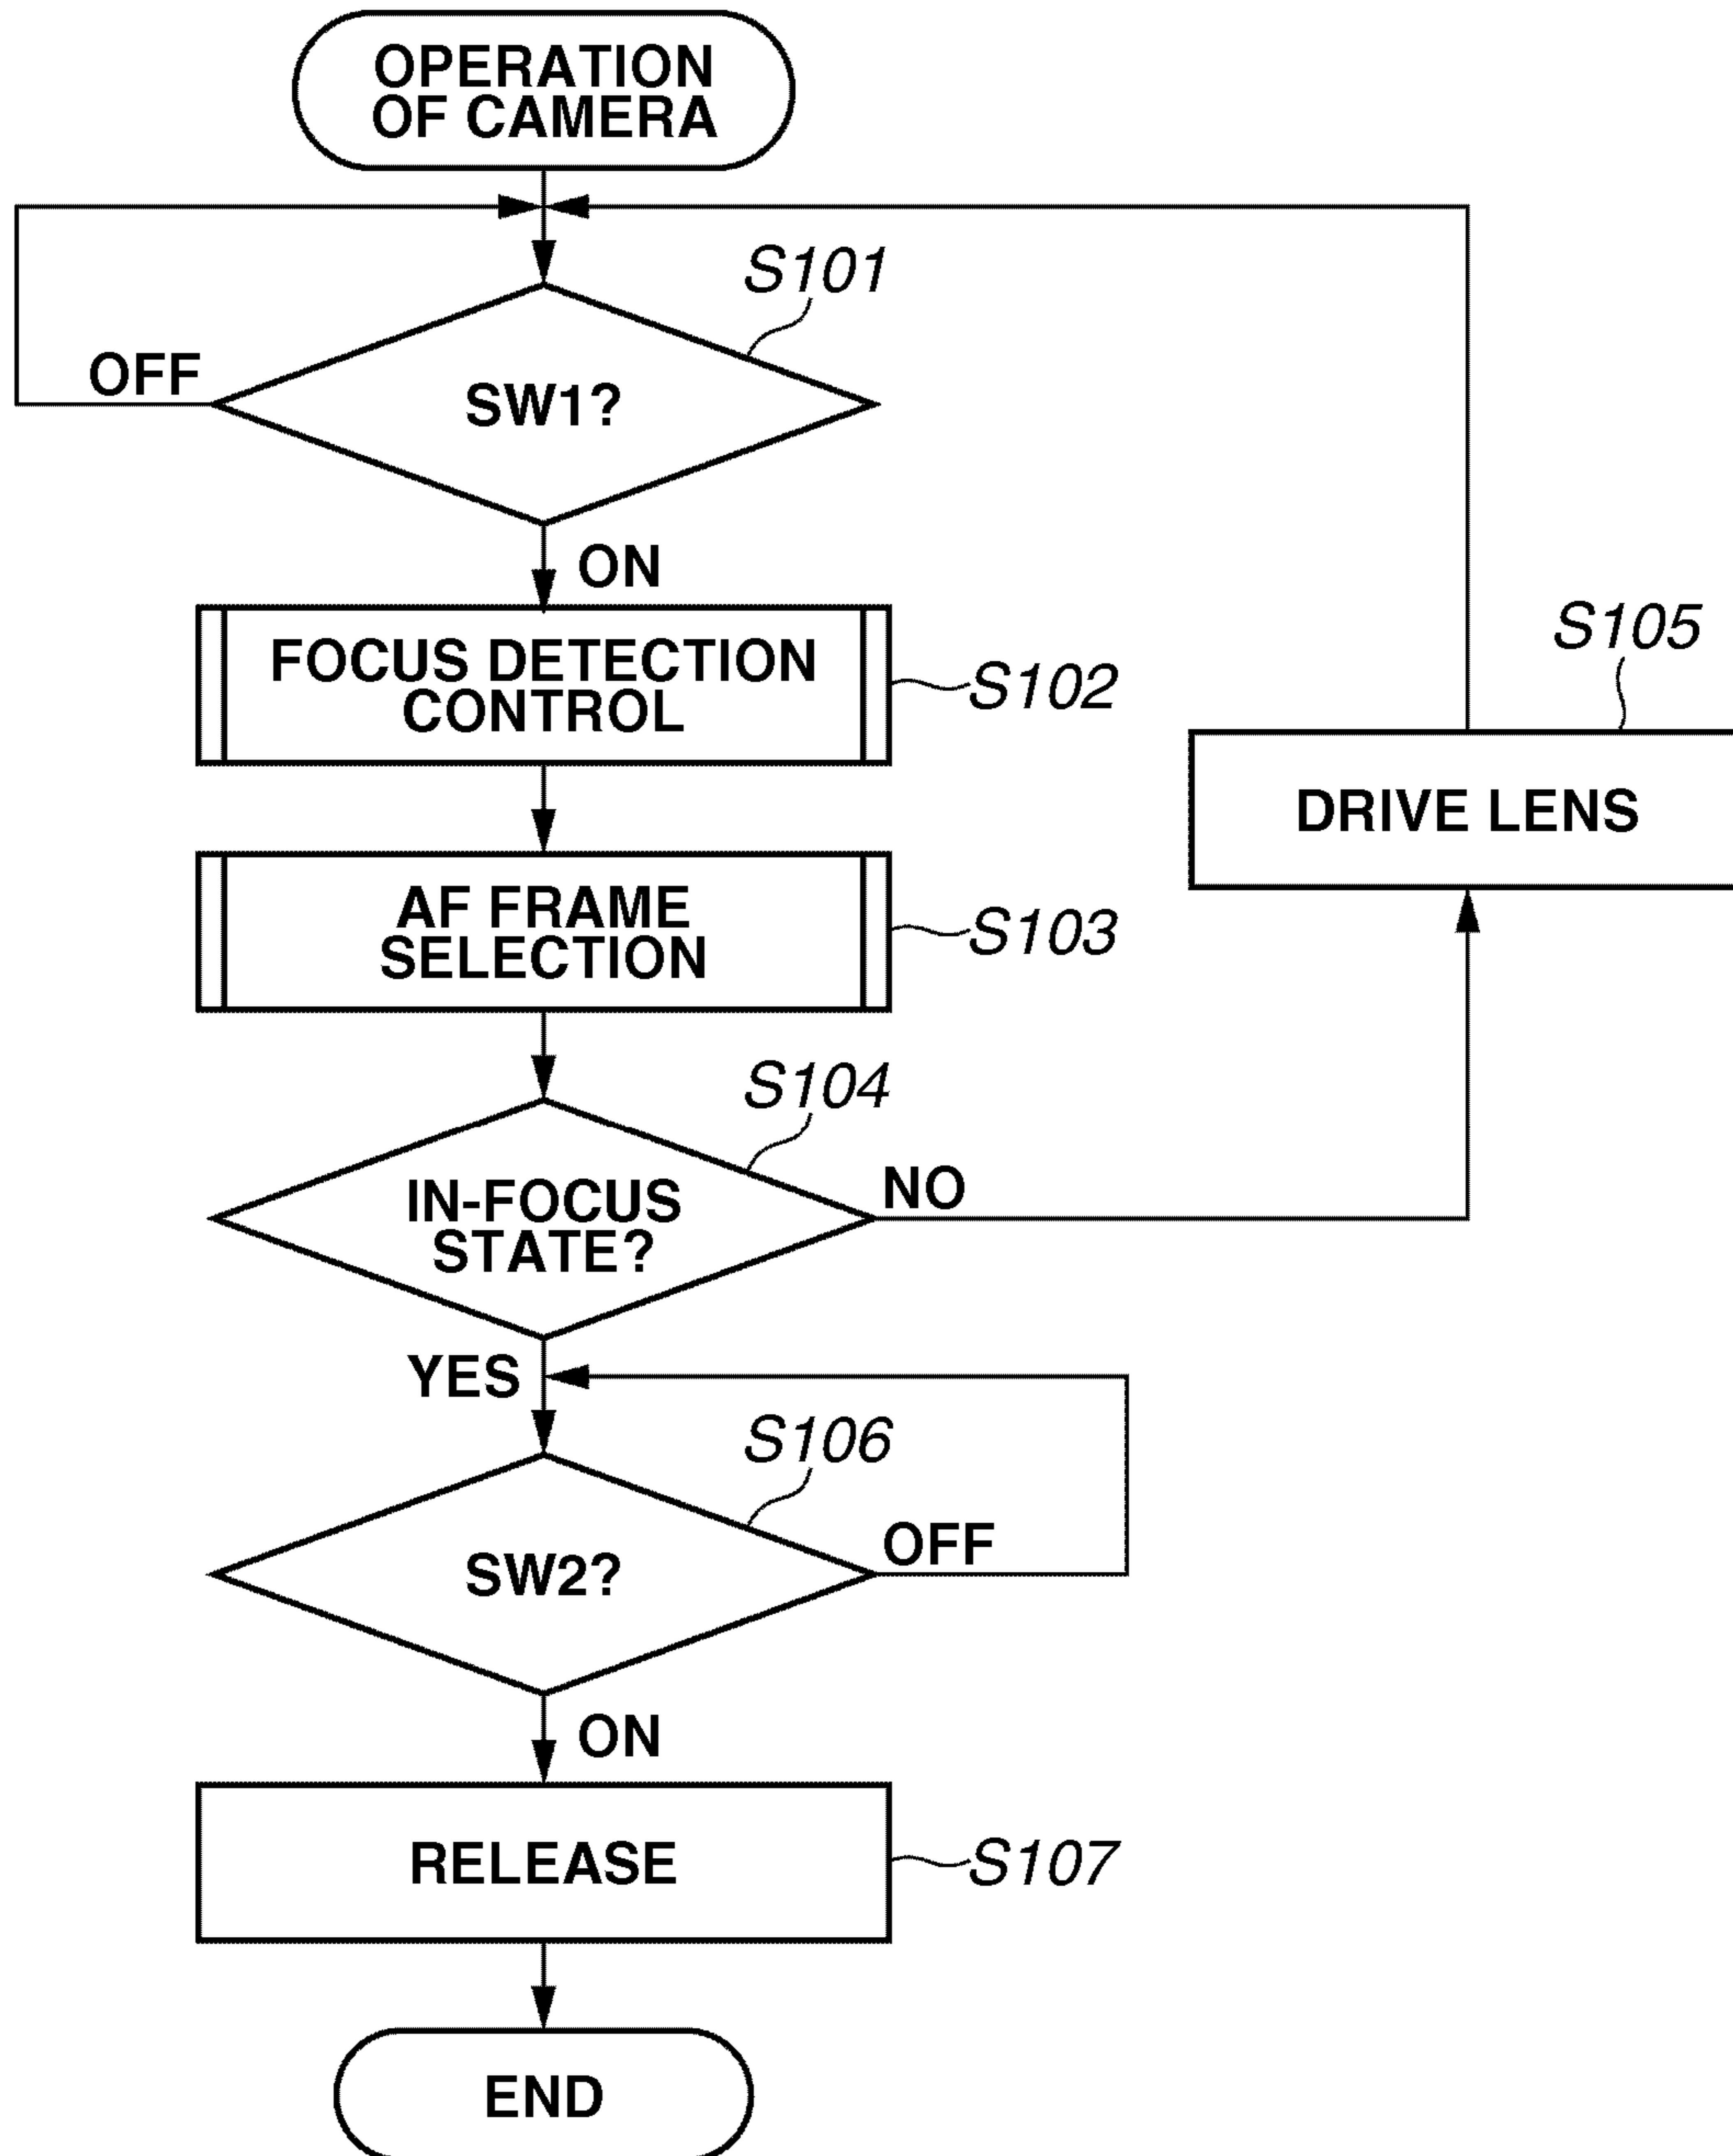 OPERATION
OF CAMERA
S101
OFF
SW1?
ON
FOCUS DETECTION
CONTROL
S102
S105
DRIVE LENS
AF FRAME
SELECTION
S103
S104
IN-FOCUS
STATE?
NO
YES
S106
SW2?
OFF
ON
RELEASE
S107
END